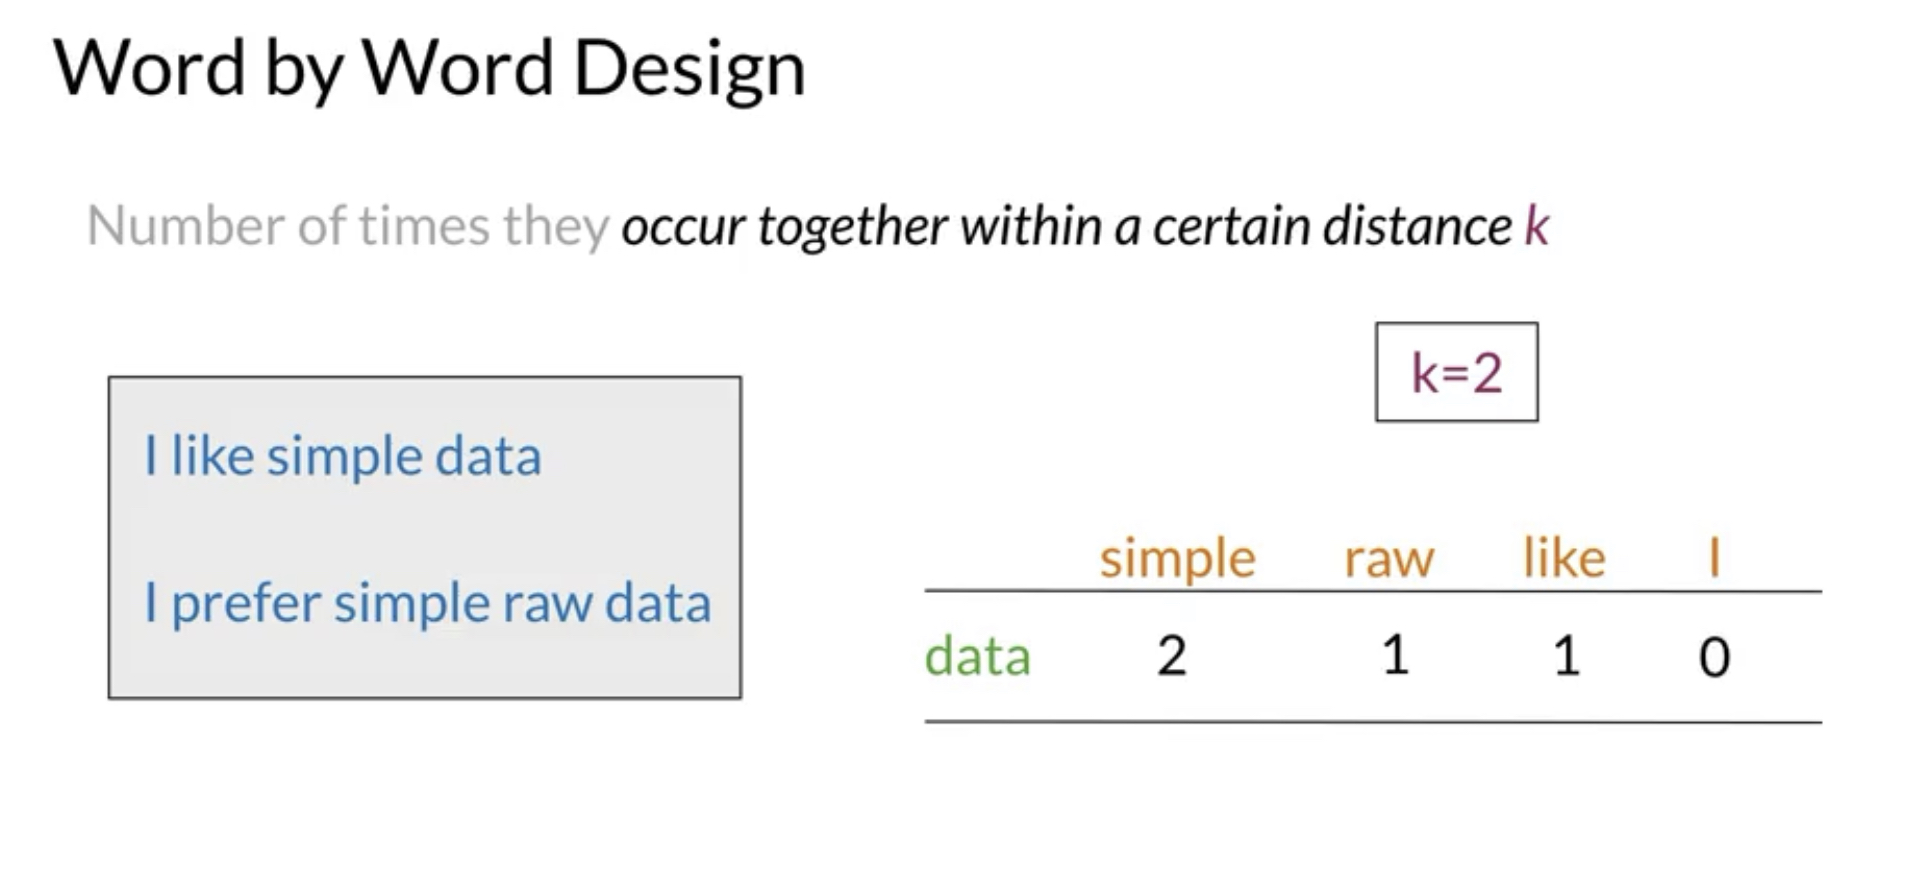 Word by Word Design
Number of times they occur together within a certain distance k
k=2
I like simple data
I prefer simple raw data
simple raw like I
data 2 1 1 0